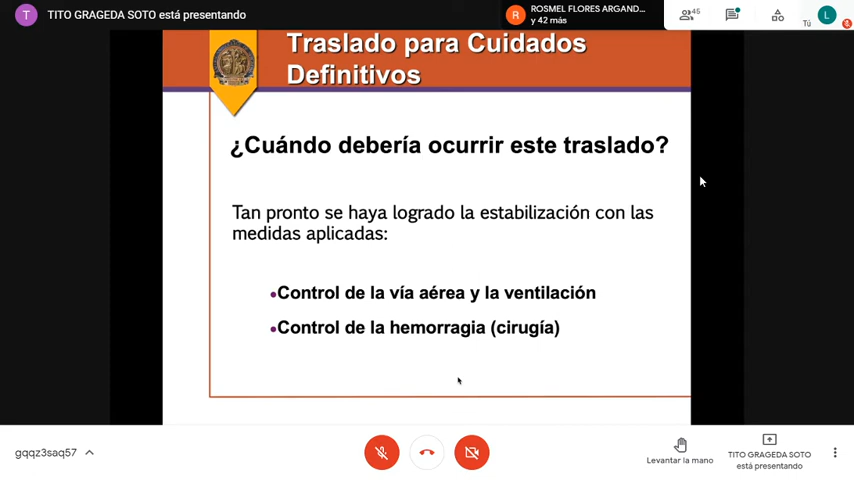 T TITO GRAGEDA SOTO está presentando
R ROSMEL FLORES ARGAND...
y 42 más
45
Tú
L
Traslado para Cuidados
Definitivos
¿Cuándo debería ocurrir este traslado?
Tan pronto se haya logrado la estabilización con las
medidas aplicadas:
•Control de la vía aérea y la ventilación
•Control de la hemorragia (cirugía)
gqqz3saq57
Levantar la mano
TITO GRAGEDA SOTO
está presentando